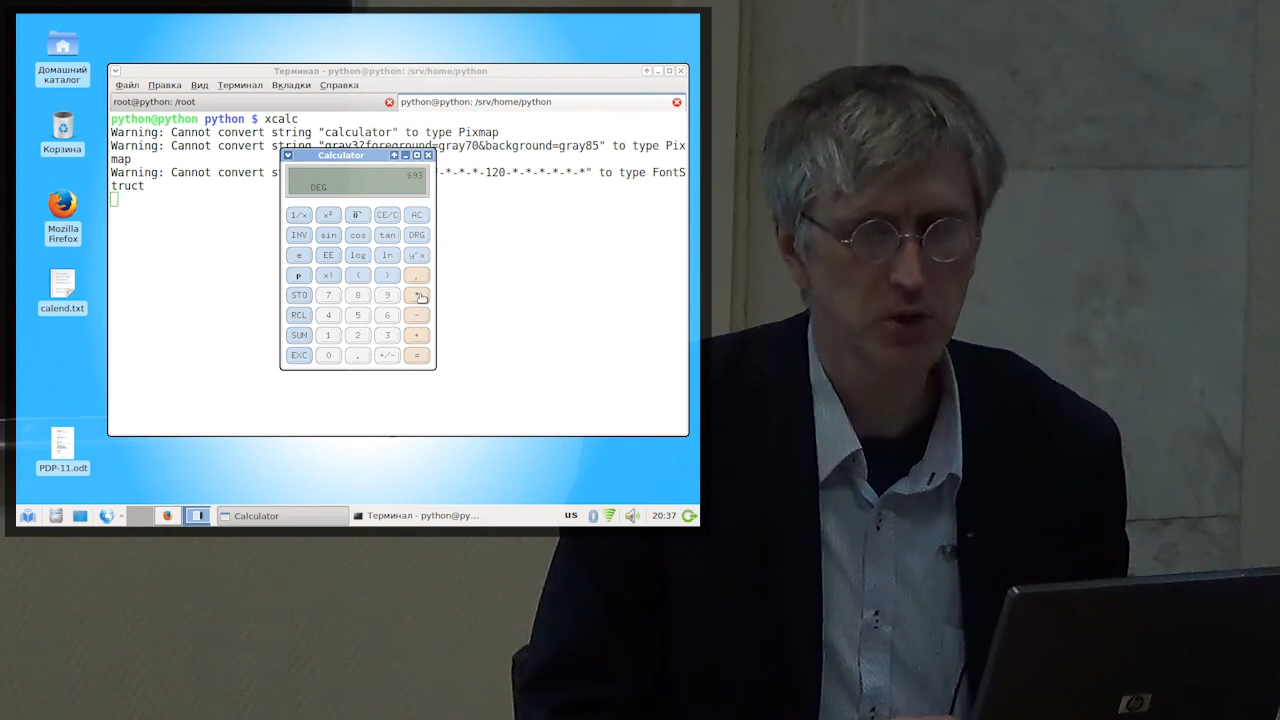 Домашний
каталог
Корзина
Mozilla
Firefox
calend.txt
PDP-11.odt
Терминал - python@python: /srv/home/python
Файл Правка Вид Терминал Вкладки Справка
root@python: /root
python@python: /srv/home/python
python@python python $ xcalc
Warning: Cannot convert string "calculator" to type Pixmap
Warning: Cannot convert string "gray3?foreground=gray70&background=gray85" to type Pix
map
Warning: Cannot convert s *-*-*-120-*-*-*-*-*-*" to type FontS
truct
Calculator
693
DEG
1/x x² ö` CE/C AC
INV sin cos tan DRG
e EE log ln y^x
p x! ( )
STO 7 8 9 *
RCL 4 5 6 -
SUM 1 2 3 +
EXC 0 . +/- =
Calculator
Терминал - python@py...
us
20:37
hp